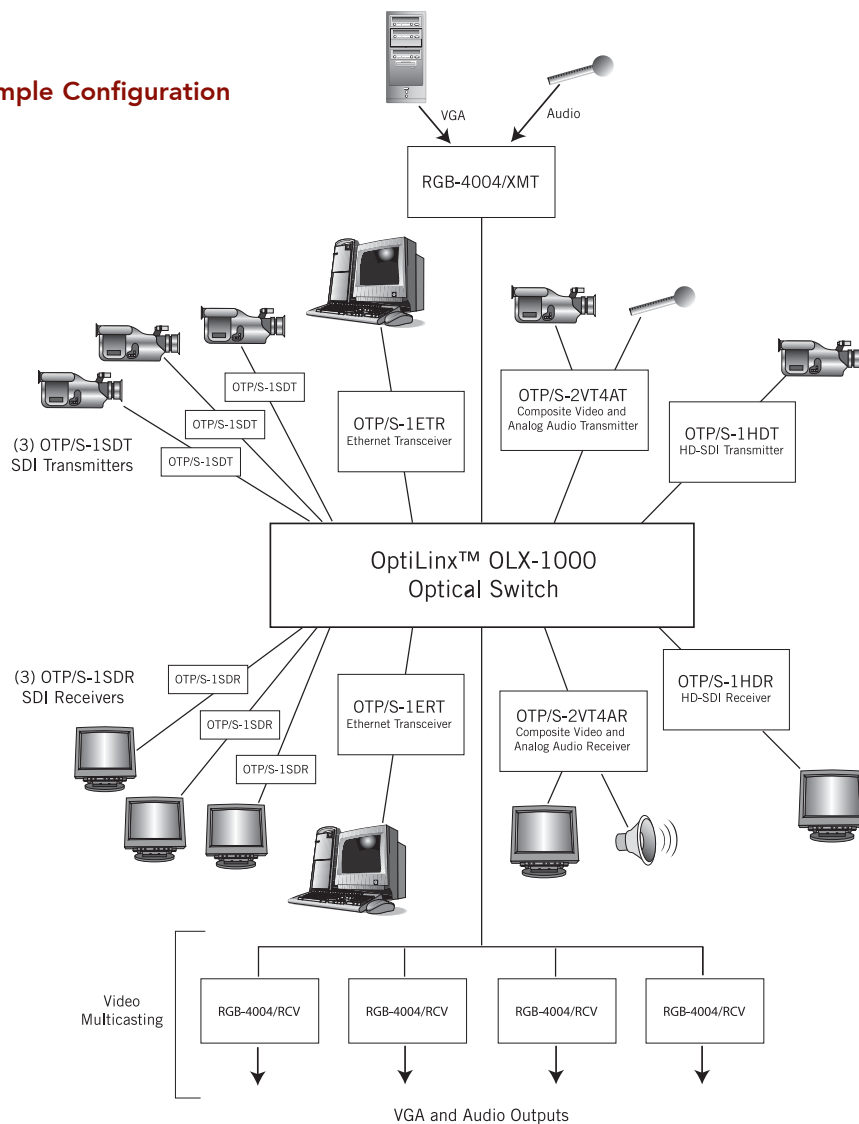 mple Configuration
VGA
Audio
RGB-4004/XMT
OTP/S-1SDT
OTP/S-1SDT
OTP/S-1SDT
(3) OTP/S-1SDT
SDI Transmitters
OTP/S-1ETR
Ethernet Transceiver
OTP/S-2VT4AT
Composite Video and
Analog Audio Transmitter
OTP/S-1HDT
HD-SDI Transmitter
OptiLinx™ OLX-1000
Optical Switch
(3) OTP/S-1SDR
SDI Receivers
OTP/S-1SDR
OTP/S-1SDR
OTP/S-1SDR
OTP/S-1ERT
Ethernet Transceiver
OTP/S-2VT4AR
Composite Video and
Analog Audio Receiver
OTP/S-1HDR
HD-SDI Receiver
Video
Multicasting
RGB-4004/RCV
RGB-4004/RCV
RGB-4004/RCV
RGB-4004/RCV
VGA and Audio Outputs